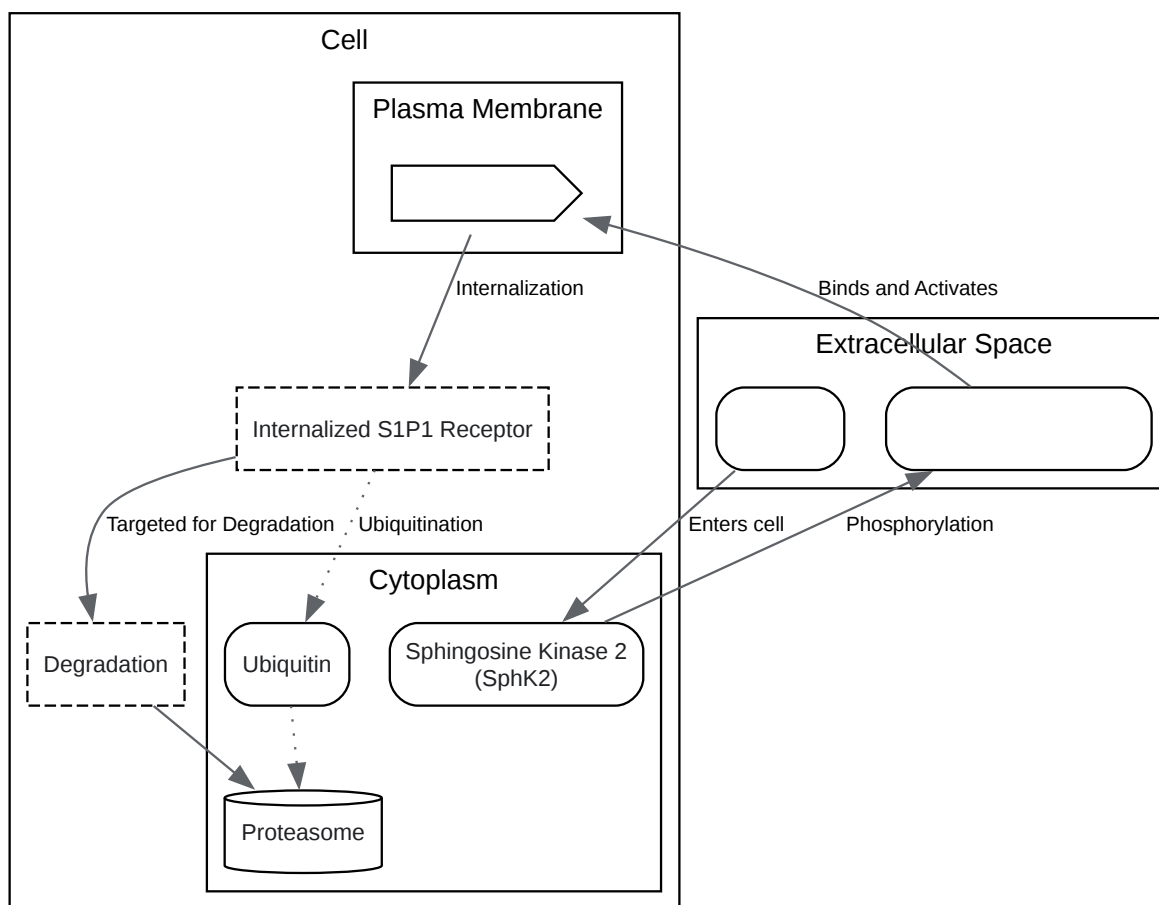 Cell
Plasma Membrane
Internalization
Binds and Activates
Extracellular Space
Internalized S1P1 Receptor
Targeted for Degradation
Ubiquitination
Enters cell
Phosphorylation
Cytoplasm
Degradation
Ubiquitin
Sphingosine Kinase 2
(SphK2)
Proteasome